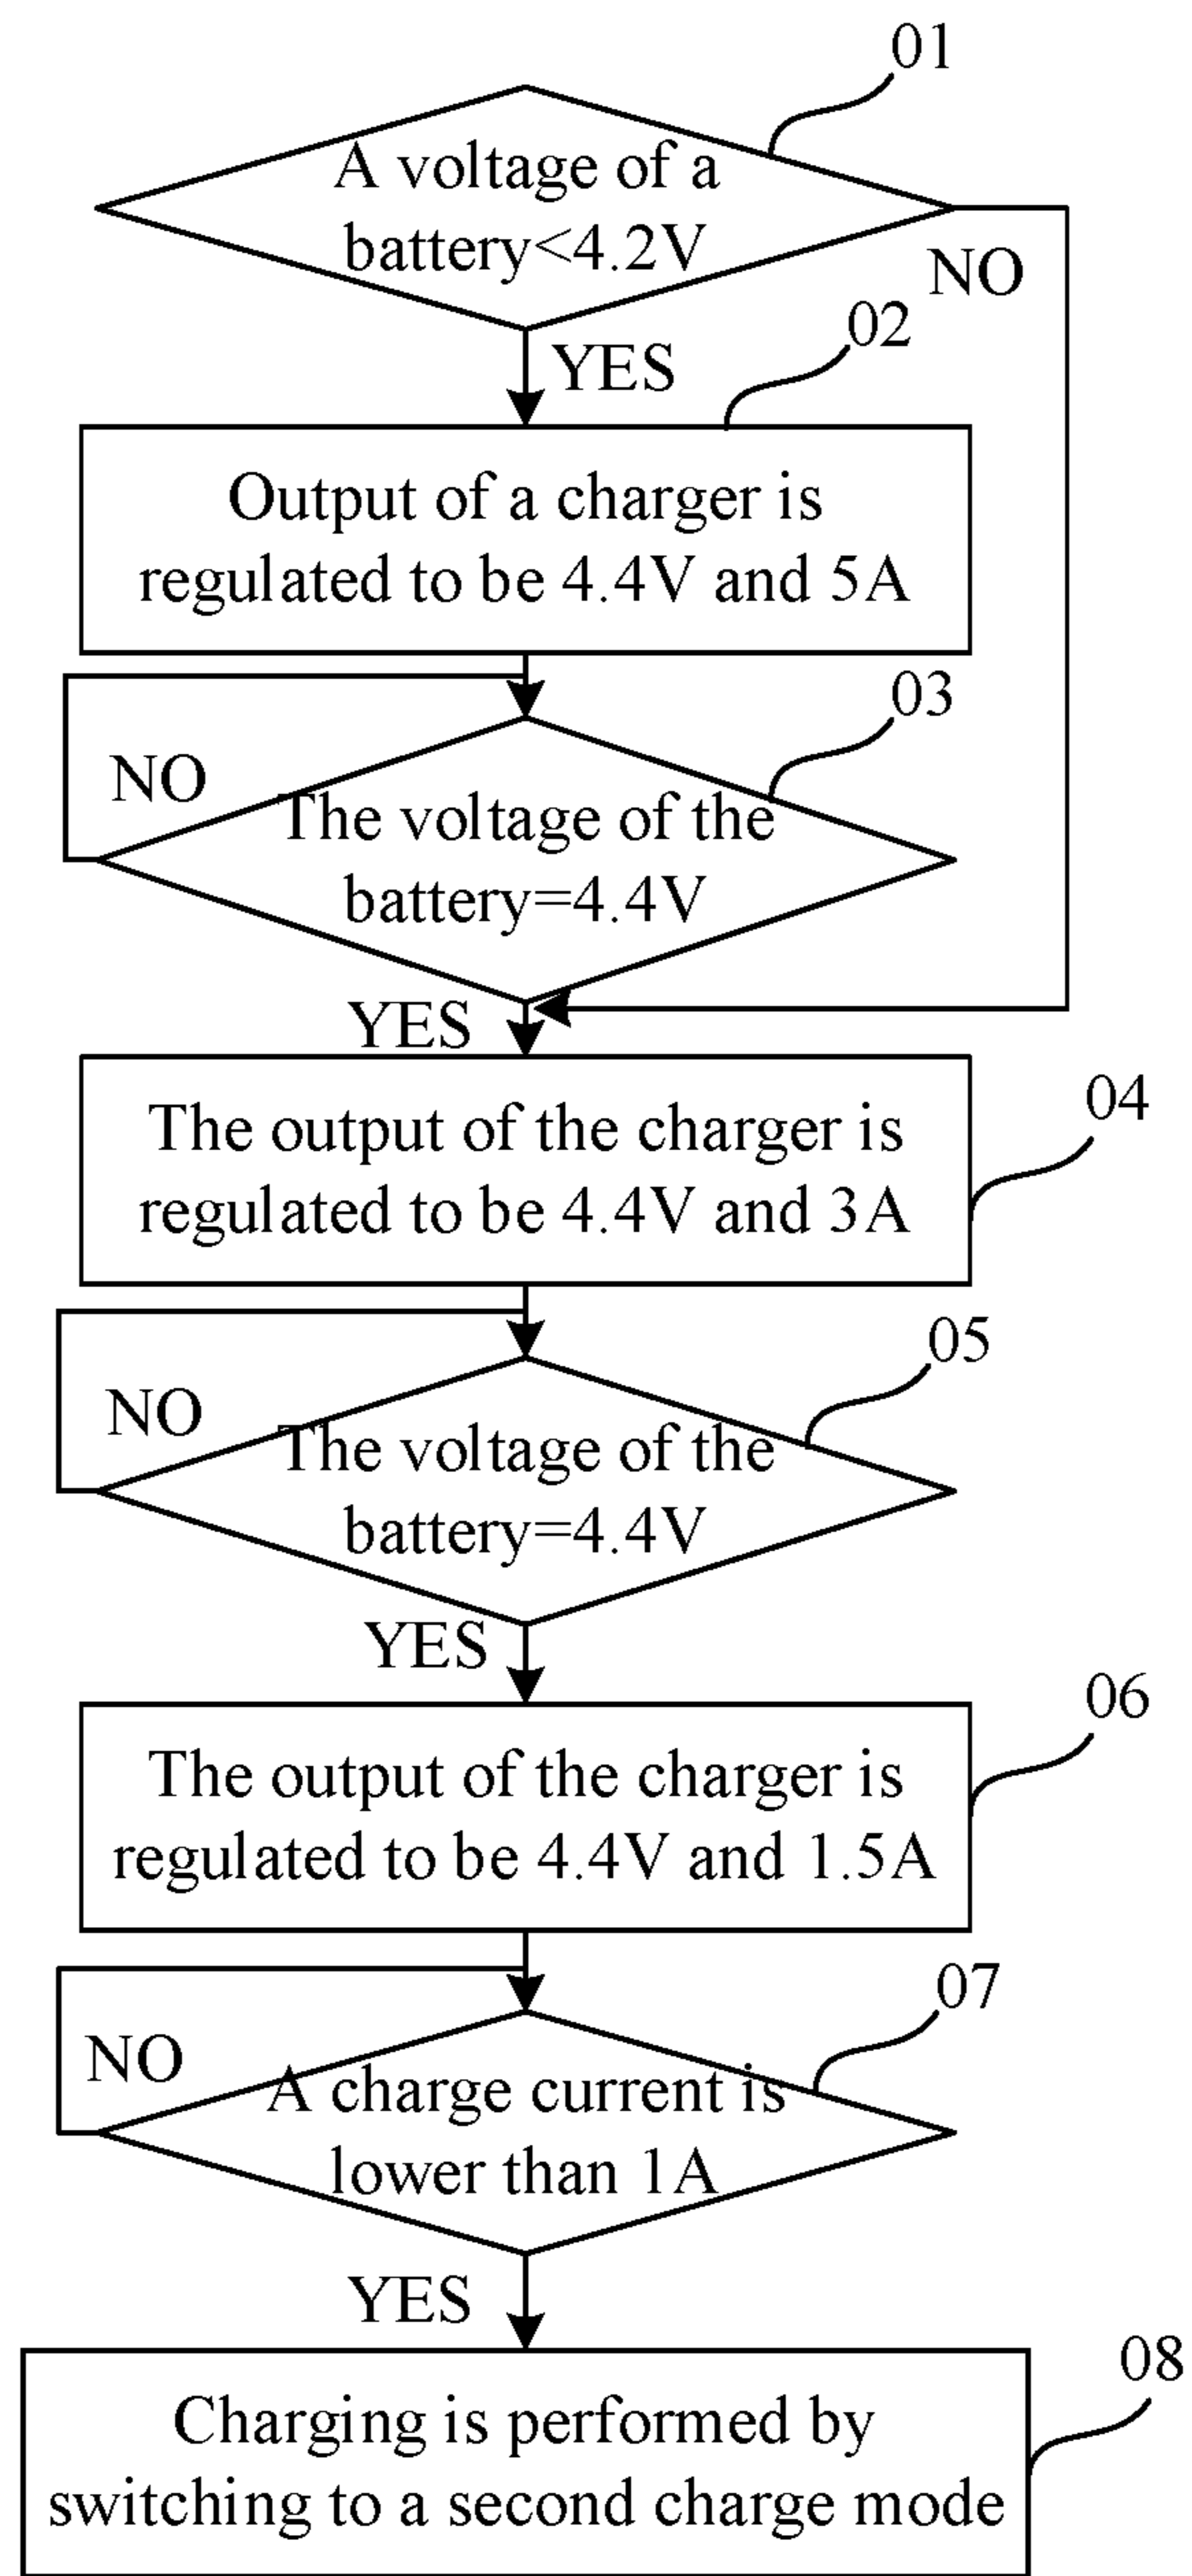 01
A voltage of a
battery<4.2V
NO
YES
02
Output of a charger is
regulated to be 4.4V and 5A
03
NO
The voltage of the
battery=4.4V
YES
04
The output of the charger is
regulated to be 4.4V and 3A
05
NO
The voltage of the
battery=4.4V
YES
06
The output of the charger is
regulated to be 4.4V and 1.5A
07
NO
A charge current is
lower than 1A
YES
08
Charging is performed by
switching to a second charge mode